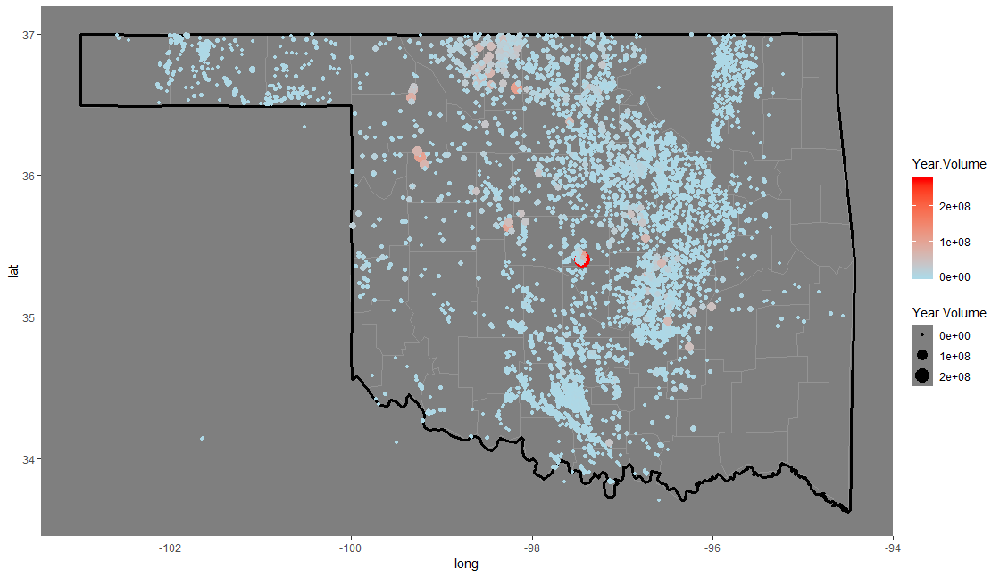 37
36
35
34
lat
-102
-100
-98
-96
-94
long
Year.Volume
2e+08
1e+08
0e+00
Year.Volume
0e+00
1e+08
2e+08